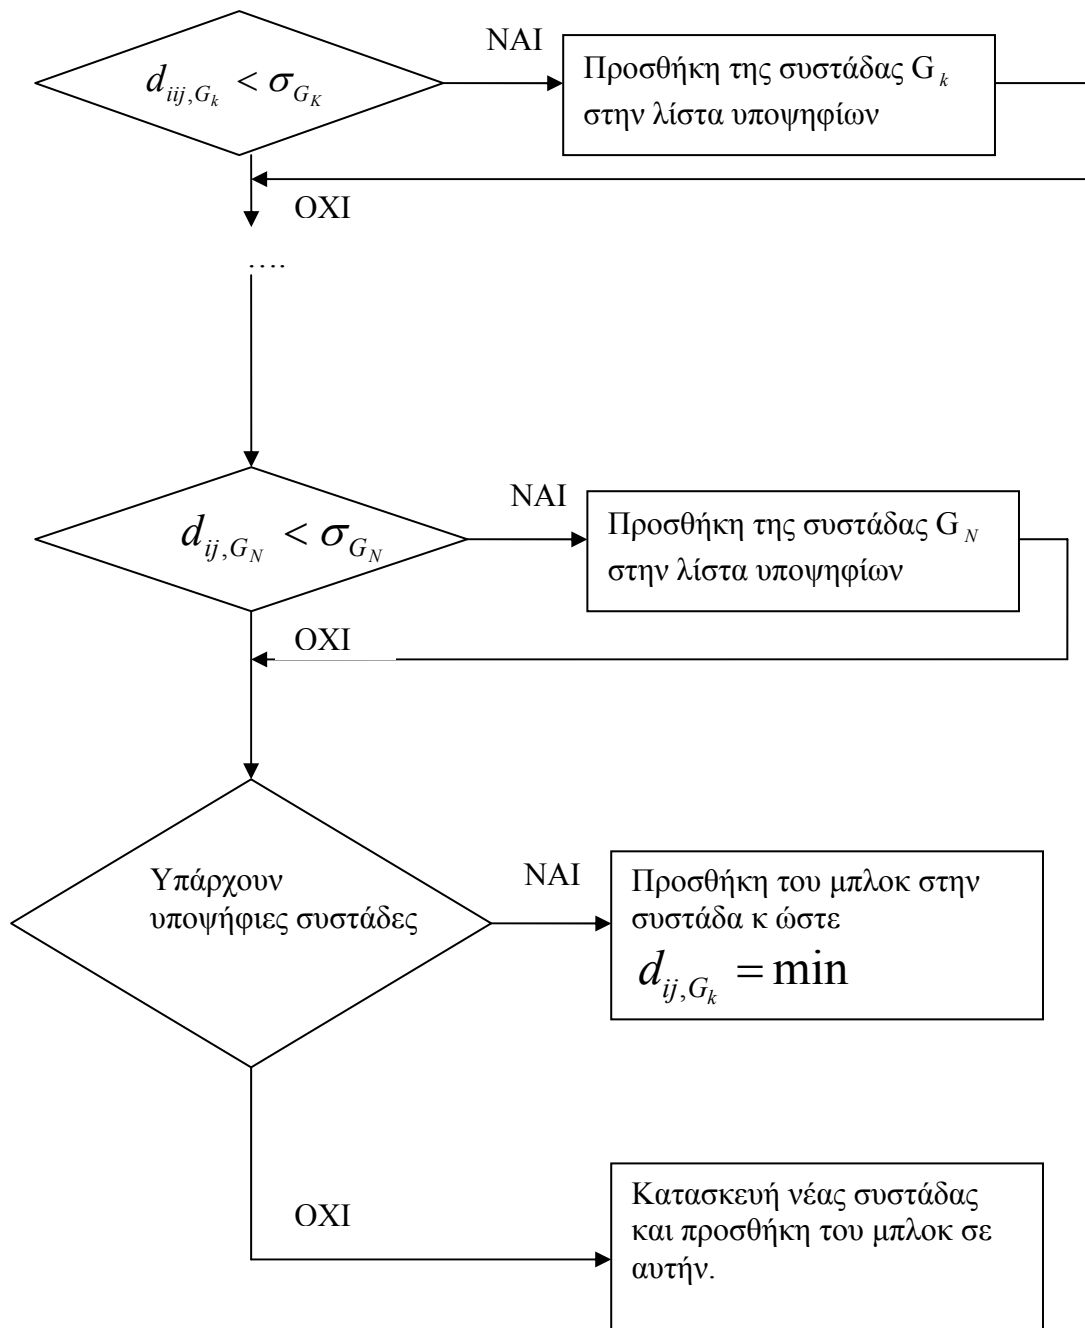 ΝΑΙ
d_{iij,G_k} < σ_{G_K}
Προσθήκη της συστάδας G_k
στην λίστα υποψηφίων
ΟΧΙ
….
ΝΑΙ
d_{ij,G_N} < σ_{G_N}
Προσθήκη της συστάδας G_N
στην λίστα υποψηφίων
ΟΧΙ
Υπάρχουν
υποψήφιες συστάδες
ΝΑΙ
Προσθήκη του μπλοκ στην
συστάδα κ ώστε
d_{ij,G_k} = min
ΟΧΙ
Κατασκευή νέας συστάδας
και προσθήκη του μπλοκ σε
αυτήν.